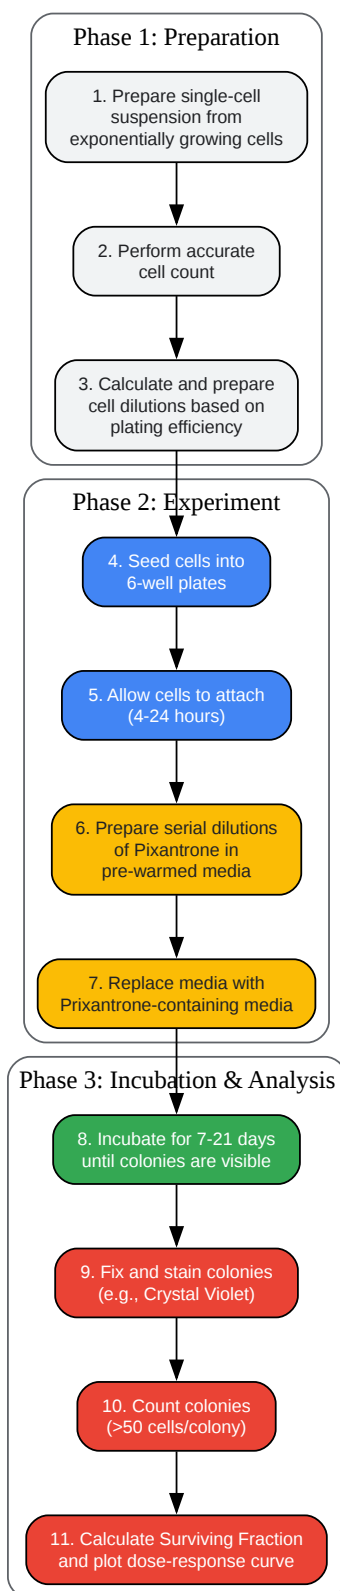 Phase 1: Preparation
1. Prepare single-cell
suspension from
exponentially growing cells
2. Perform accurate
cell count
3. Calculate and prepare
cell dilutions based on
plating efficiency
Phase 2: Experiment
4. Seed cells into
6-well plates
5. Allow cells to attach
(4-24 hours)
6. Prepare serial dilutions
of Pixantrone in
pre-warmed media
7. Replace media with
Prixantrone-containing media
Phase 3: Incubation & Analysis
8. Incubate for 7-21 days
until colonies are visible
9. Fix and stain colonies
(e.g., Crystal Violet)
10. Count colonies
(>50 cells/colony)
11. Calculate Surviving Fraction
and plot dose-response curve